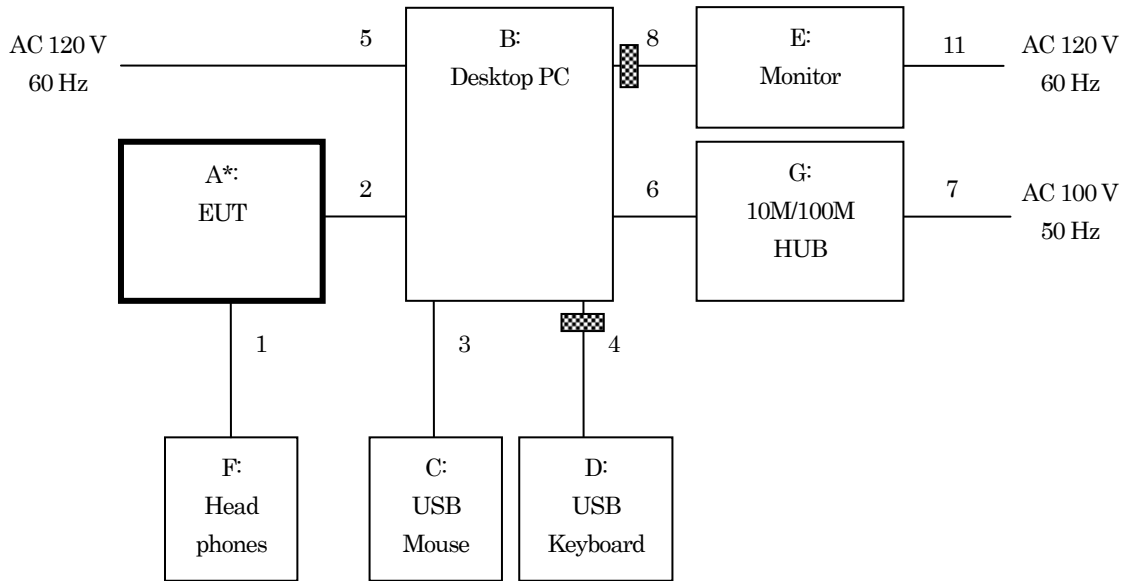 AC 120 V
60 Hz
5
B:
Desktop PC
8
E:
Monitor
11
AC 120 V
60 Hz
A*:
EUT
2
6
G:
10M/100M
HUB
7
AC 100 V
50 Hz
1
3
4
F:
Head
phones
C:
USB
Mouse
D:
USB
Keyboard